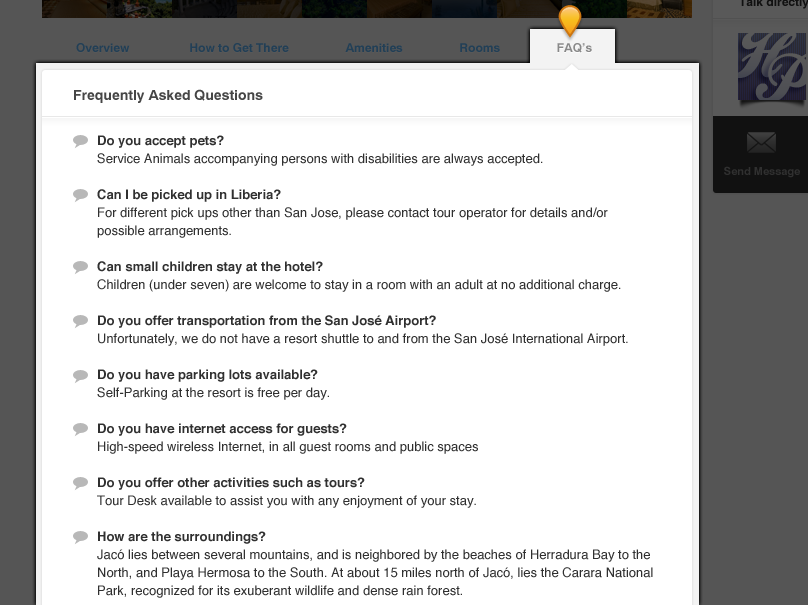 Talk directly
Overview
How to Get There
Amenities
Rooms
FAQ's
HP
Send Message
Frequently Asked Questions
Do you accept pets?
Service Animals accompanying persons with disabilities are always accepted.
Can I be picked up in Liberia?
For different pick ups other than San Jose, please contact tour operator for details and/or
possible arrangements.
Can small children stay at the hotel?
Children (under seven) are welcome to stay in a room with an adult at no additional charge.
Do you offer transportation from the San José Airport?
Unfortunately, we do not have a resort shuttle to and from the San José International Airport.
Do you have parking lots available?
Self-Parking at the resort is free per day.
Do you have internet access for guests?
High-speed wireless Internet, in all guest rooms and public spaces
Do you offer other activities such as tours?
Tour Desk available to assist you with any enjoyment of your stay.
How are the surroundings?
Jacó lies between several mountains, and is neighbored by the beaches of Herradura Bay to the
North, and Playa Hermosa to the South. At about 15 miles north of Jacó, lies the Carara National
Park, recognized for its exuberant wildlife and dense rain forest.